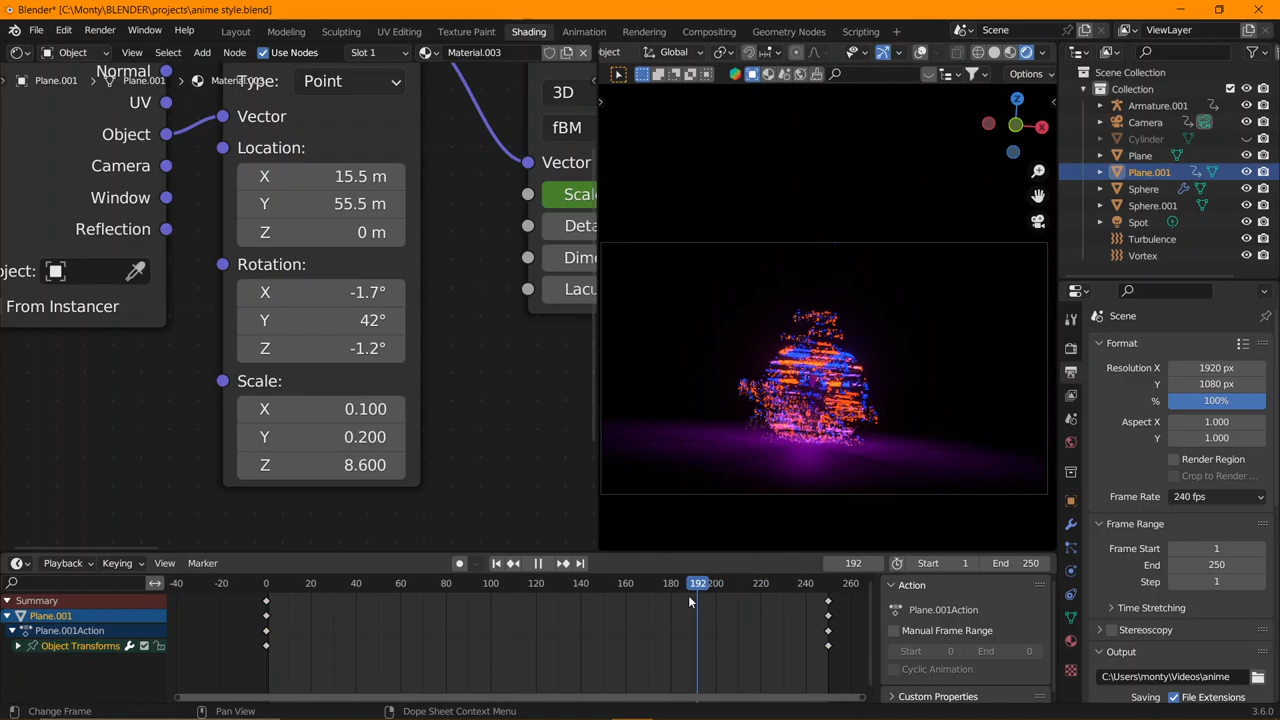 Blender* [C:\Monty\BLENDER\projects\anime style.blend]
File Edit Render Window Help Layout Modeling Sculpting UV Editing Texture Paint Shading Animation Rendering Compositing Geometry Nodes Scripting Scene ViewLayer
Object View Select Add Node Use Nodes Slot 1 Material.003
Global
Options
Plane.001 Plane.001
Normal
UV
Object
Camera
Window
Reflection
From Instancer
Type: Point
Vector
Location:
X 15.5 m
Y 55.5 m
Z 0 m
Rotation:
X -1.7°
Y 42°
Z -1.2°
Scale:
X 0.100
Y 0.200
Z 8.600
3D
fBM
Vector
X
Z
Scene Collection
Collection
Armature.001
Camera
Cylinder
Plane
Plane.001
Sphere
Sphere.001
Spot
Turbulence
Vortex
Scene
Format
Resolution X 1920 px
Y 1080 px
% 100%
Aspect X 1.000
Y 1.000
Render Region
Crop to Render ...
Frame Rate 240 fps
Frame Range
Frame Start 1
End 250
Step 1
Time Stretching
Stereoscopy
Output
C:\Users\monty\Videos\anime
Saving File Extensions
Playback Keying View Marker 192 Start 1 End 250
-40 -20 0 20 40 60 80 100 120 140 160 180 192 200 220 240 260
Summary
Plane.001
Plane.001Action
Object Transforms
Action
Plane.001Action
Manual Frame Range
Start 0 End 0
Cyclic Animation
Custom Properties
Change Frame Pan View Dope Sheet Context Menu 3.6.0